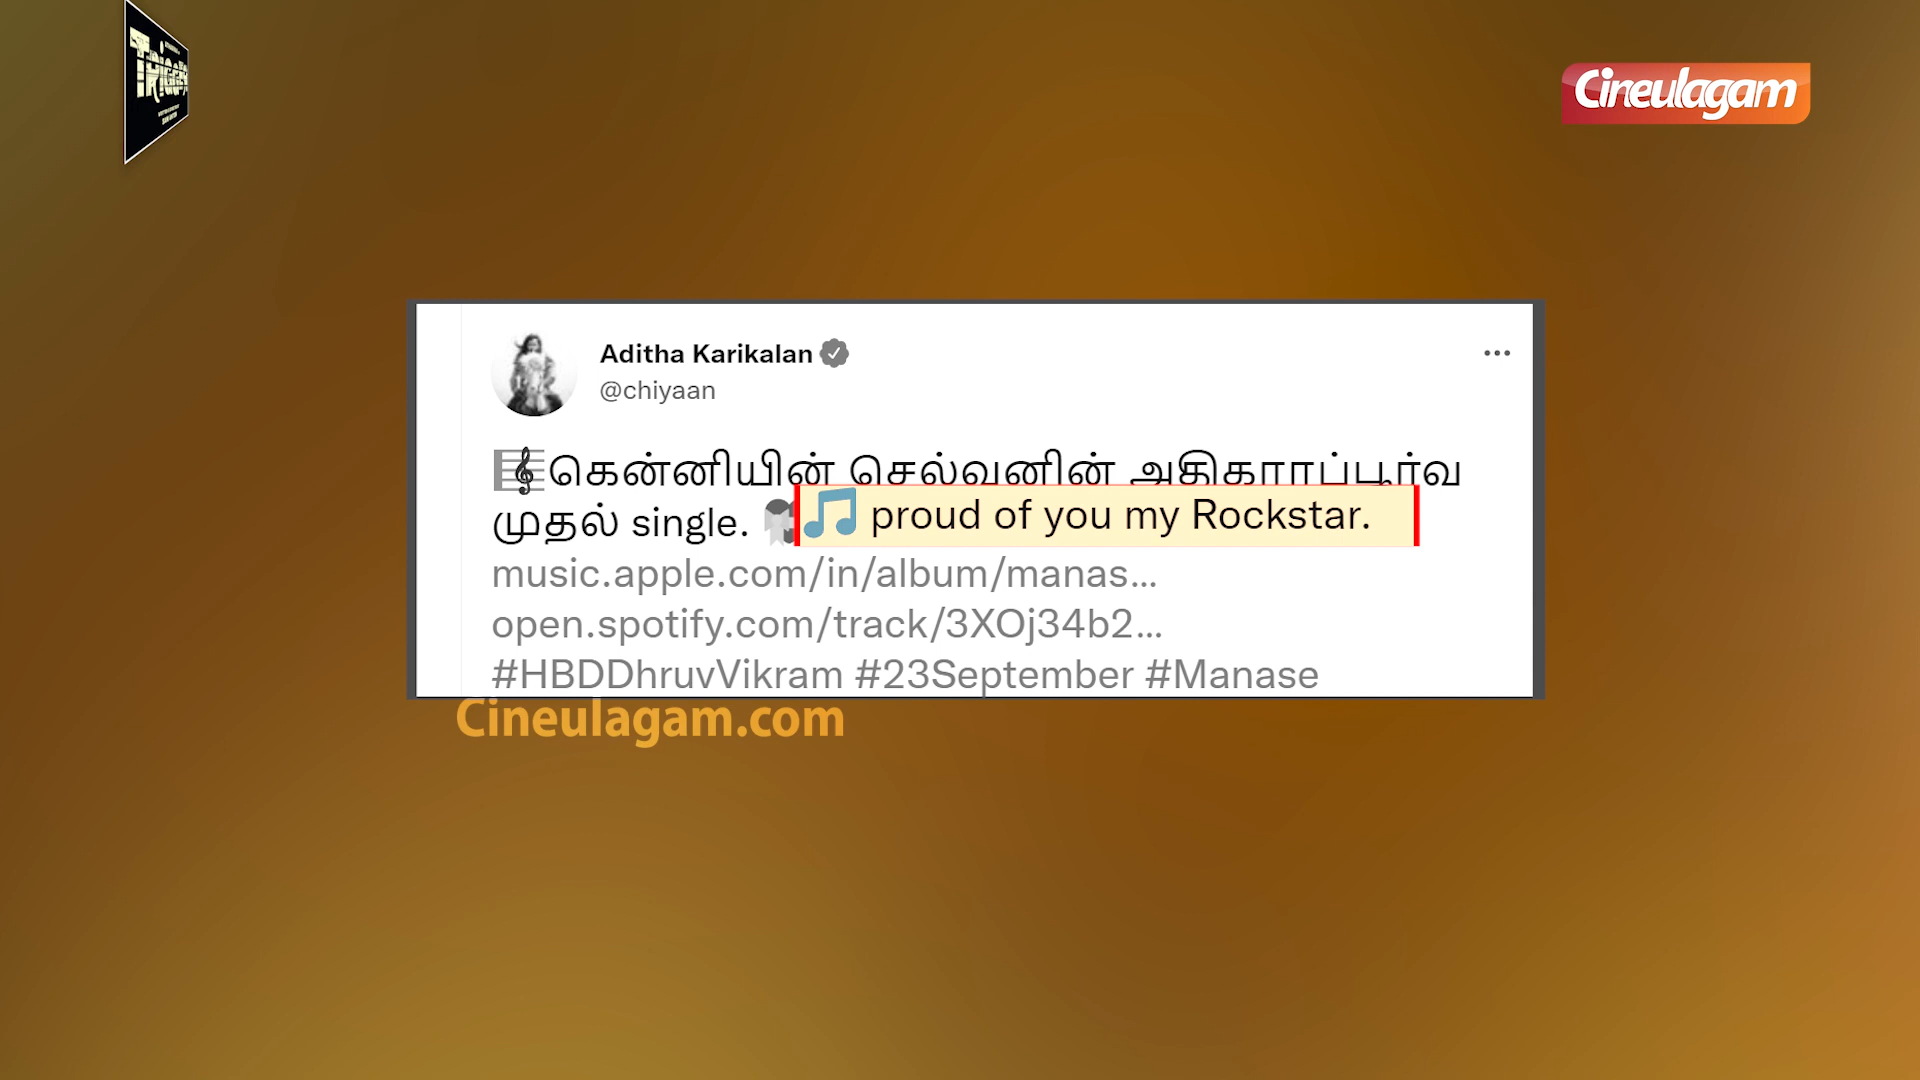 TRIGGER
Cineulagam
Aditha Karikalan
@chiyaan
கென்னியின் செல்வனின் அதிகாரப்பூர்வ
முதல் single. proud of you my Rockstar.
music.apple.com/in/album/manas...
open.spotify.com/track/3XOj34b2...
#HBDDhruvVikram #23September #Manase
Cineulagam.com